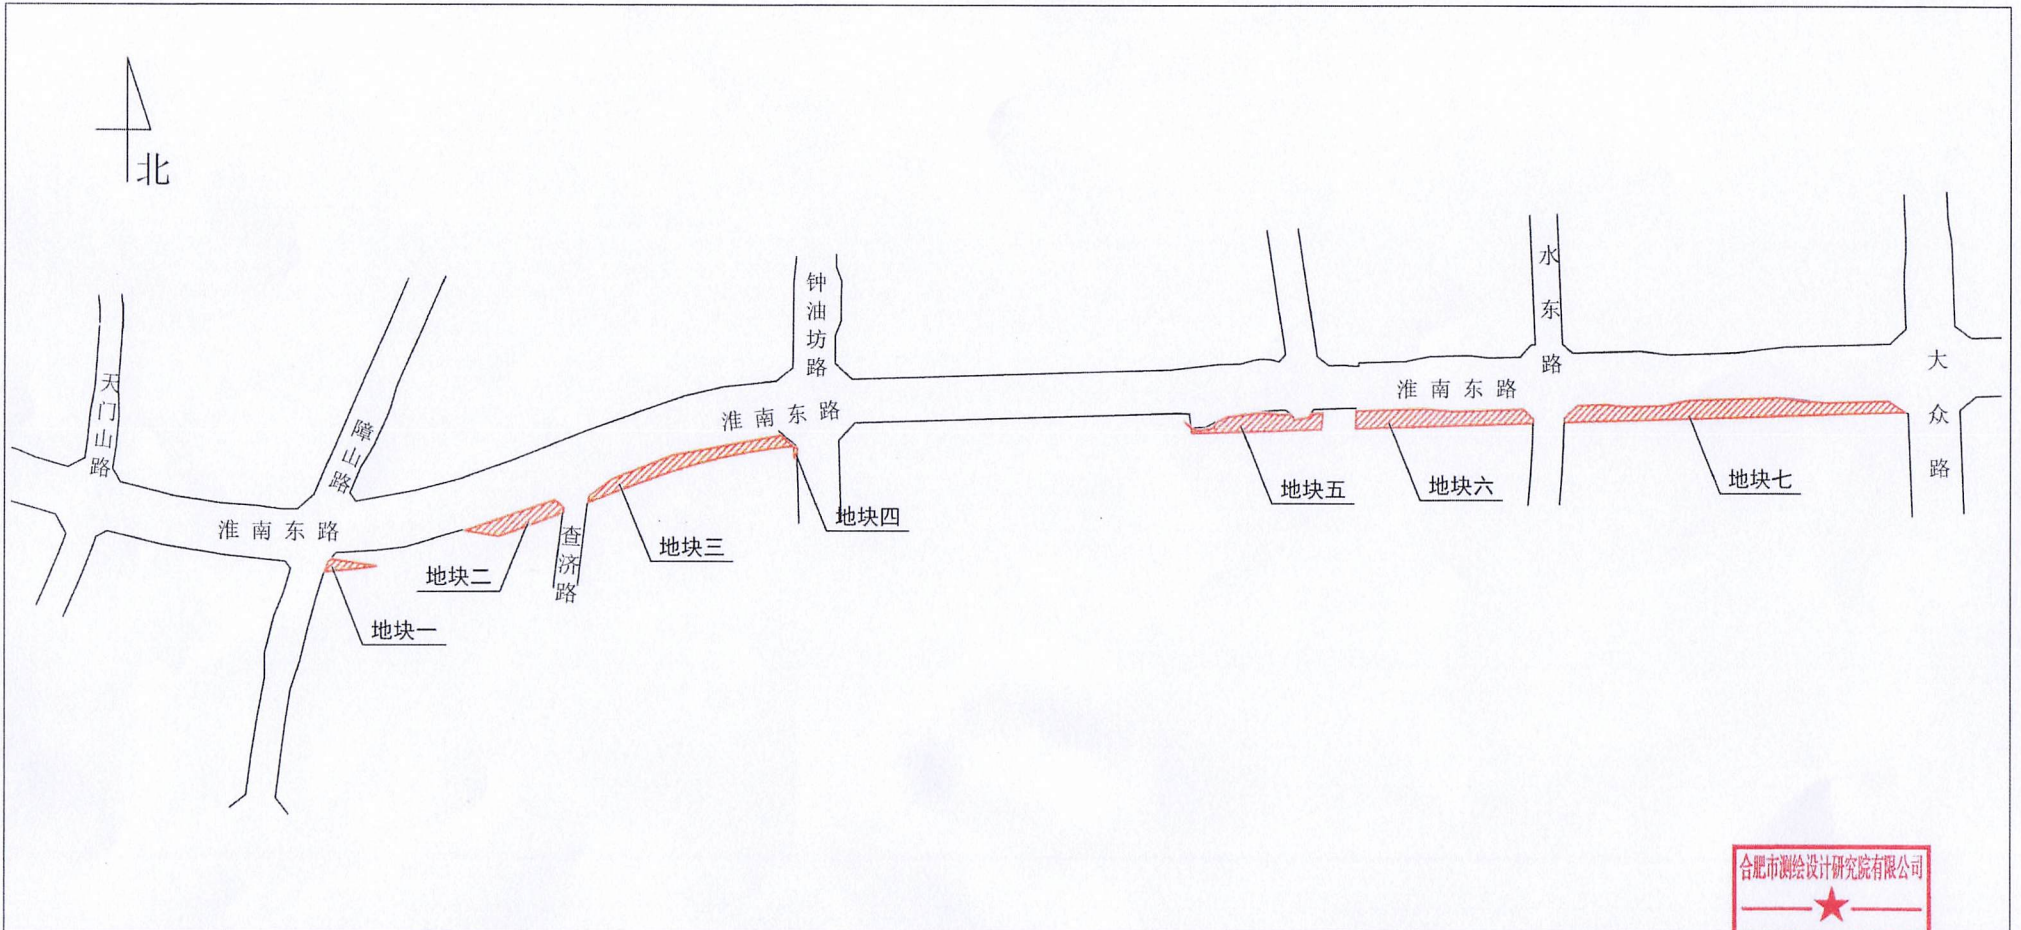 北
钟油坊路
水东路
天门山路
障山路
大众路
淮南东路
淮南东路
淮南东路
查济路
地块一
地块二
地块三
地块四
地块五
地块六
地块七
合肥市测绘设计研究院有限公司